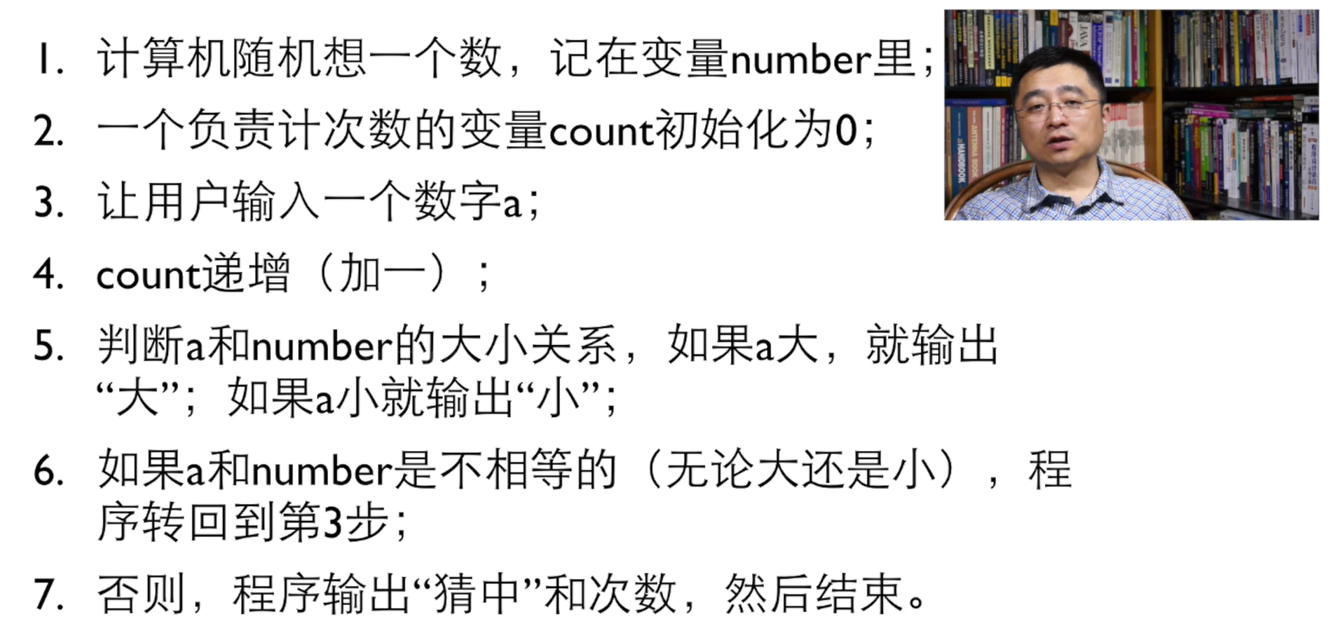 1. 计算机随机想一个数，记在变量number里；
2. 一个负责计次数的变量count初始化为0；
3. 让用户输入一个数字a；
4. count递增（加一）；
5. 判断a和number的大小关系，如果a大，就输出
“大”；如果a小就输出“小”；
6. 如果a和number是不相等的（无论大还是小），程
序转回到第3步；
7. 否则，程序输出“猜中”和次数，然后结束。